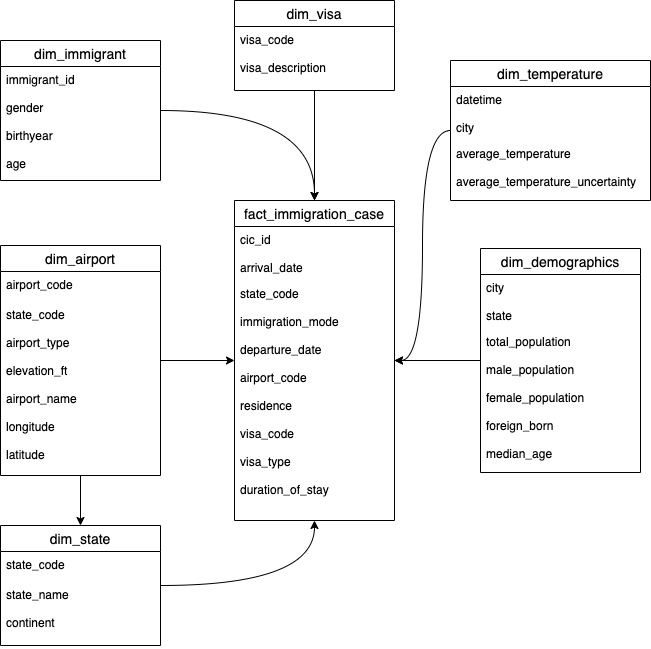 dim_visa
visa_code
visa_description
dim_immigrant
immigrant_id
gender
birthyear
age
dim_temperature
datetime
city
average_temperature
average_temperature_uncertainty
fact_immigration_case
cic_id
arrival_date
state_code
immigration_mode
departure_date
airport_code
residence
visa_code
visa_type
duration_of_stay
dim_airport
airport_code
state_code
airport_type
elevation_ft
airport_name
longitude
latitude
dim_demographics
city
state
total_population
male_population
female_population
foreign_born
median_age
dim_state
state_code
state_name
continent